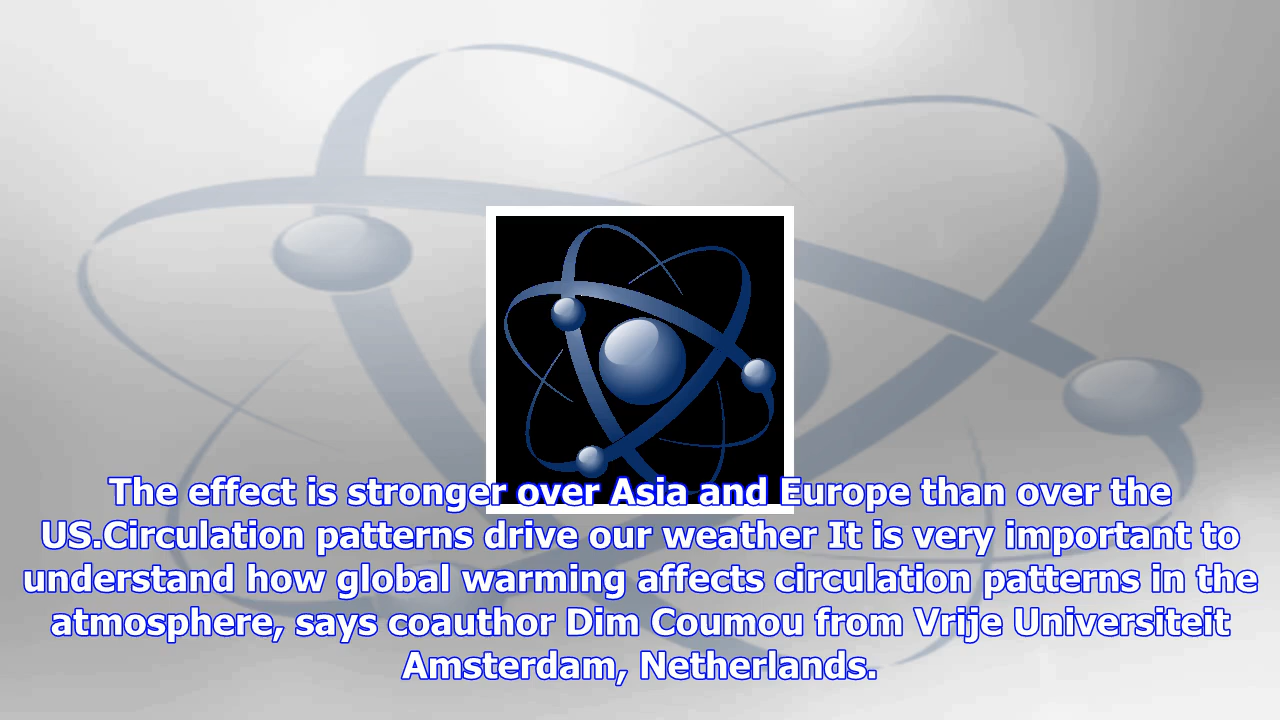 The effect is stronger over Asia and Europe than over the
US.Circulation patterns drive our weather It is very important to
understand how global warming affects circulation patterns in the
atmosphere, says coauthor Dim Coumou from Vrije Universiteit
Amsterdam, Netherlands.